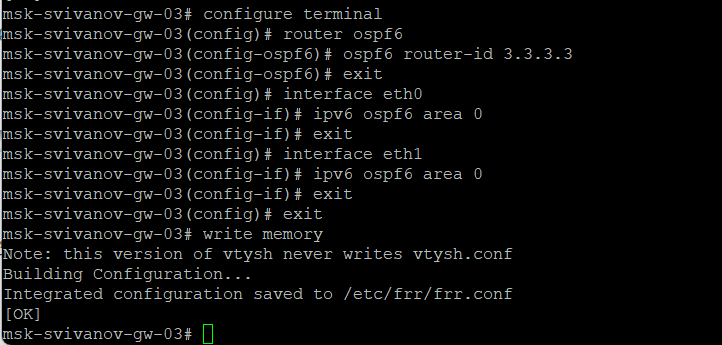 msk-svivanov-gw-03# configure terminal
msk-svivanov-gw-03(config)# router ospf6
msk-svivanov-gw-03(config-ospf6)# ospf6 router-id 3.3.3.3
msk-svivanov-gw-03(config-ospf6)# exit
msk-svivanov-gw-03(config)# interface eth0
msk-svivanov-gw-03(config-if)# ipv6 ospf6 area 0
msk-svivanov-gw-03(config-if)# exit
msk-svivanov-gw-03(config)# interface eth1
msk-svivanov-gw-03(config-if)# ipv6 ospf6 area 0
msk-svivanov-gw-03(config-if)# exit
msk-svivanov-gw-03(config)# exit
msk-svivanov-gw-03# write memory
Note: this version of vtysh never writes vtysh.conf
Building Configuration...
Integrated configuration saved to /etc/frr/frr.conf
[OK]
msk-svivanov-gw-03#